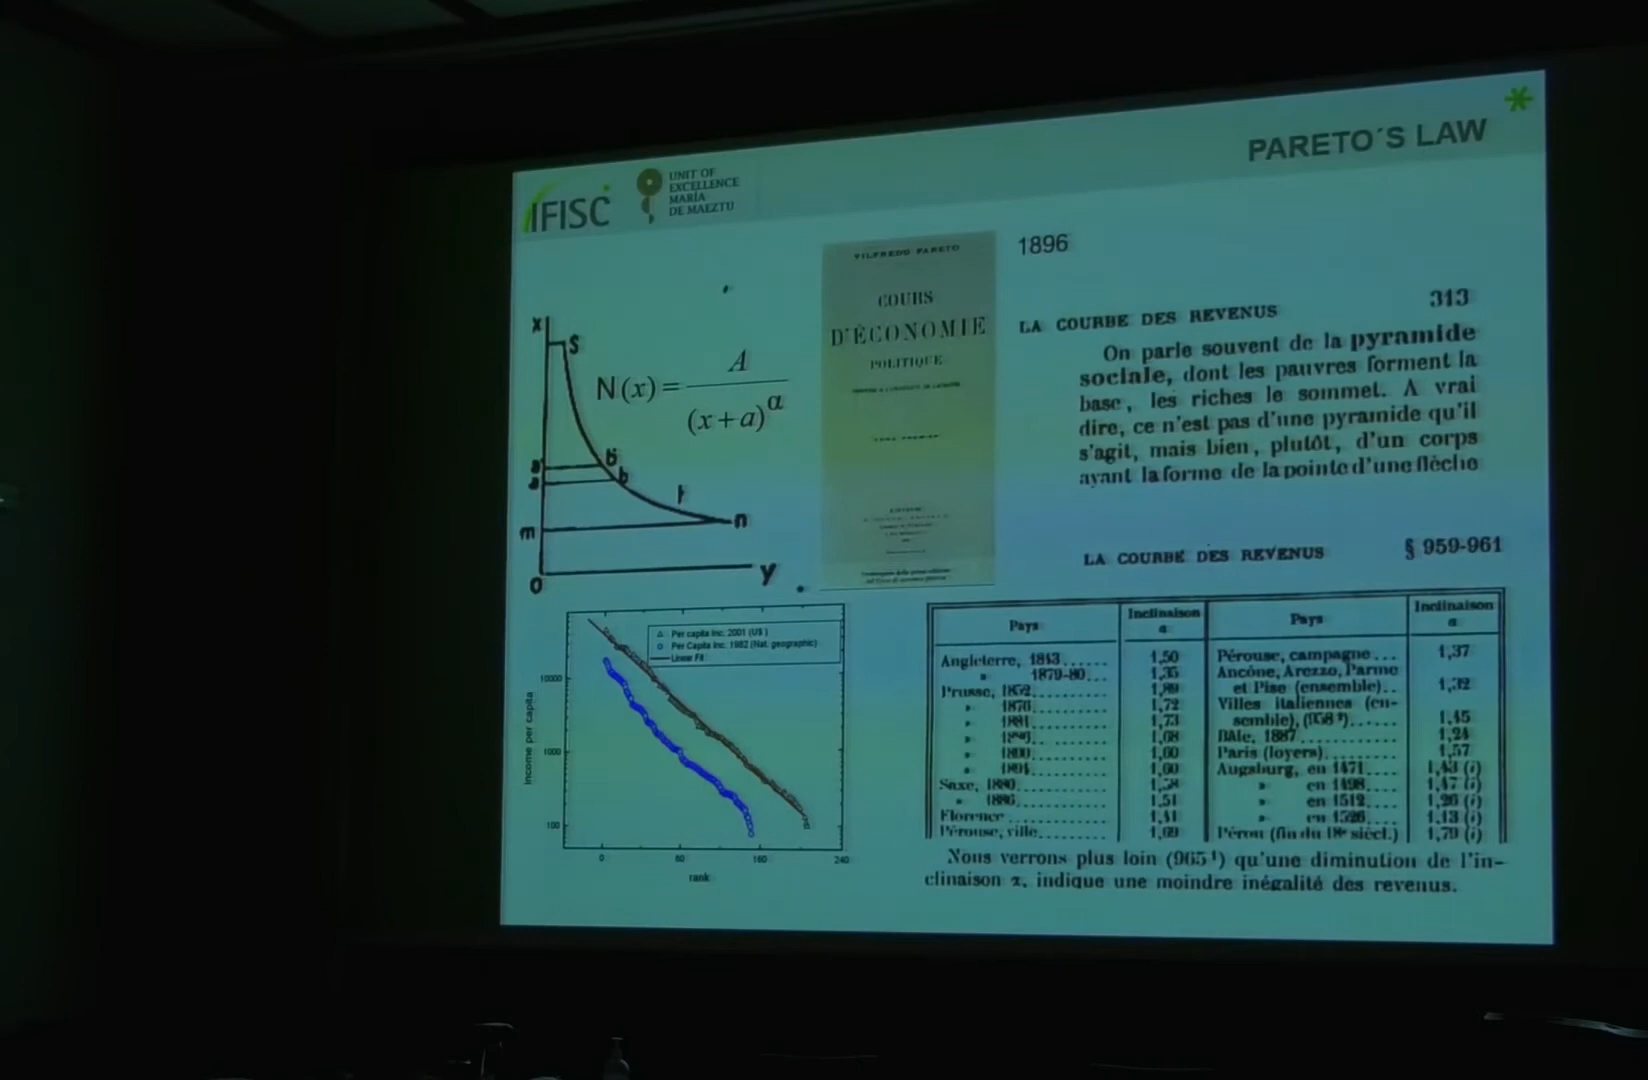 PARETO´S LAW
IFISC
UNIT OF
EXCELLENCE
MARÍA
DE MAEZTU
1896
VILFREDO PARETO
COURS
D'ÉCONOMIE
POLITIQUE
x
S
b
b
m
n
o
y
N(x) = A / (x+a)^α
LA COURBE DES REVENUS 313
On parle souvent de la pyramide
sociale, dont les pauvres forment la
base, les riches le sommet. A vrai
dire, ce n'est pas d'une pyramide qu'il
s'agit, mais bien, plutôt, d'un corps
ayant la forme de la pointe d'une flèche
LA COURBE DES REVENUS § 959-961
Per capita Inc. 2001 (U$)
Per Capita Inc. 1982 (Nat. geographic)
Linear Fit
Income per capita
10000
1000
100
0 80 160 240
rank
Pays Inclinaison α Pays Inclinaison α
Angleterre, 1843...... 1,50 Pérouse, campagne... 1,37
» 1879-80... 1,35 Ancône, Arezzo, Parme
Prusse, 1852 et Pise (ensemble).. 1,32
» 1876 1,72 Villes italiennes (en-
» 1881 1,73 semble), 1,45
» 1,68 Bâle, 1887 1,24
» 1890 1,60 Paris (loyers) 1,57
» 1894 1,60 Augsburg, en 1471.... 1,43 (i)
Saxe, 1880 1,58 » en 1498.... 1,47 (i)
» 1886 1,51 » en 1512.... 1,26 (i)
Florence 1,41 » en 1526.... 1,13 (i)
Pérouse, ville 1,69 Pérou (fin du 18e siècl.) 1,79 (i)
Nous verrons plus loin (965¹) qu'une diminution de l'in-
clinaison α, indique une moindre inégalité des revenus.